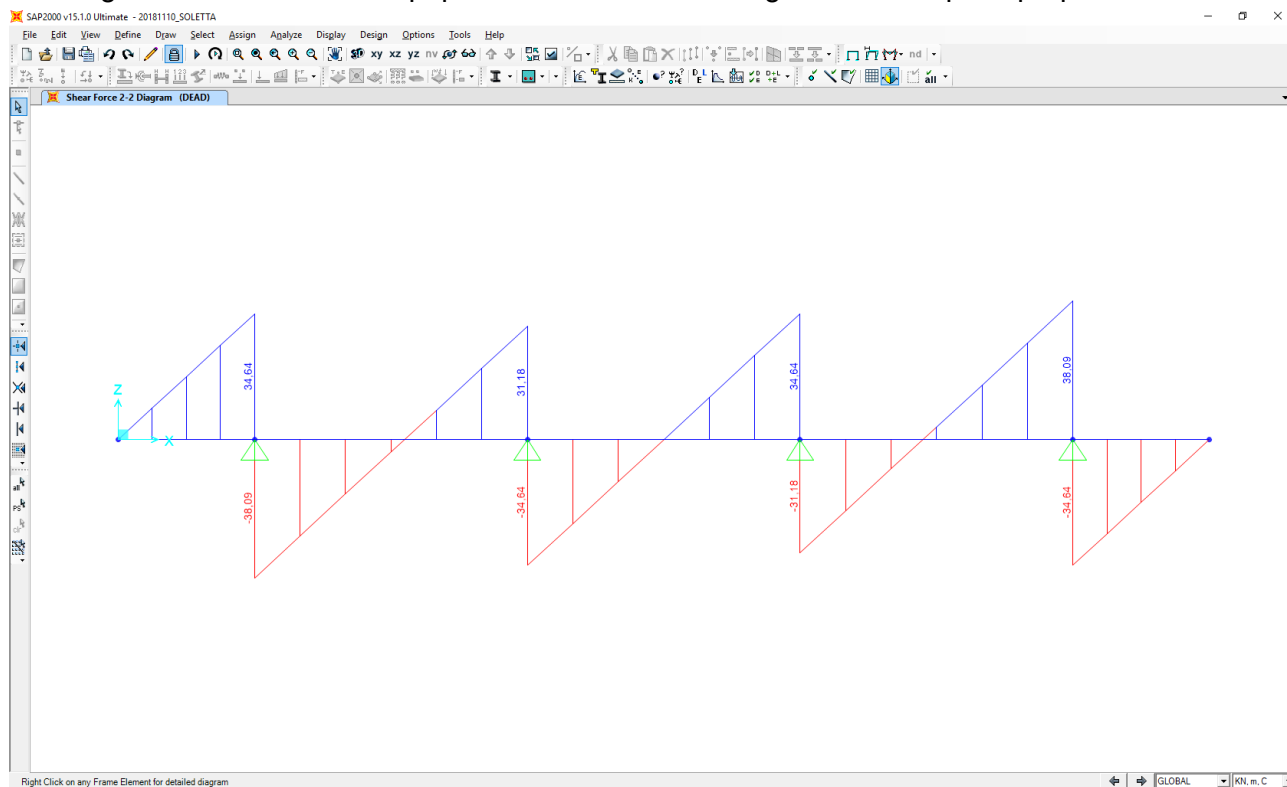 SAP2000 v15.1.0 Ultimate - 20181110_SOLETTA
File Edit View Define Draw Select Assign Analyze Display Design Options Tools Help
xy xz yz nv nd
Shear Force 2-2 Diagram (DEAD)
Z
X
34,64
31,18
34,64
38,09
-38,09
-34,64
-31,18
-34,64
all
PS
clr
Right Click on any Frame Element for detailed diagram
GLOBAL
KN, m, C